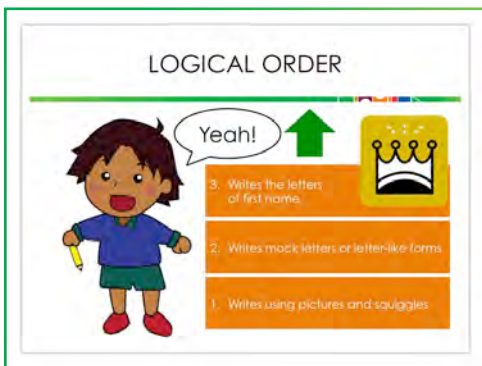 LOGICAL ORDER
Yeah!
3. Writes the letters
of first name
2. Writes mock letters or letter-like forms
1. Writes using pictures and squiggles